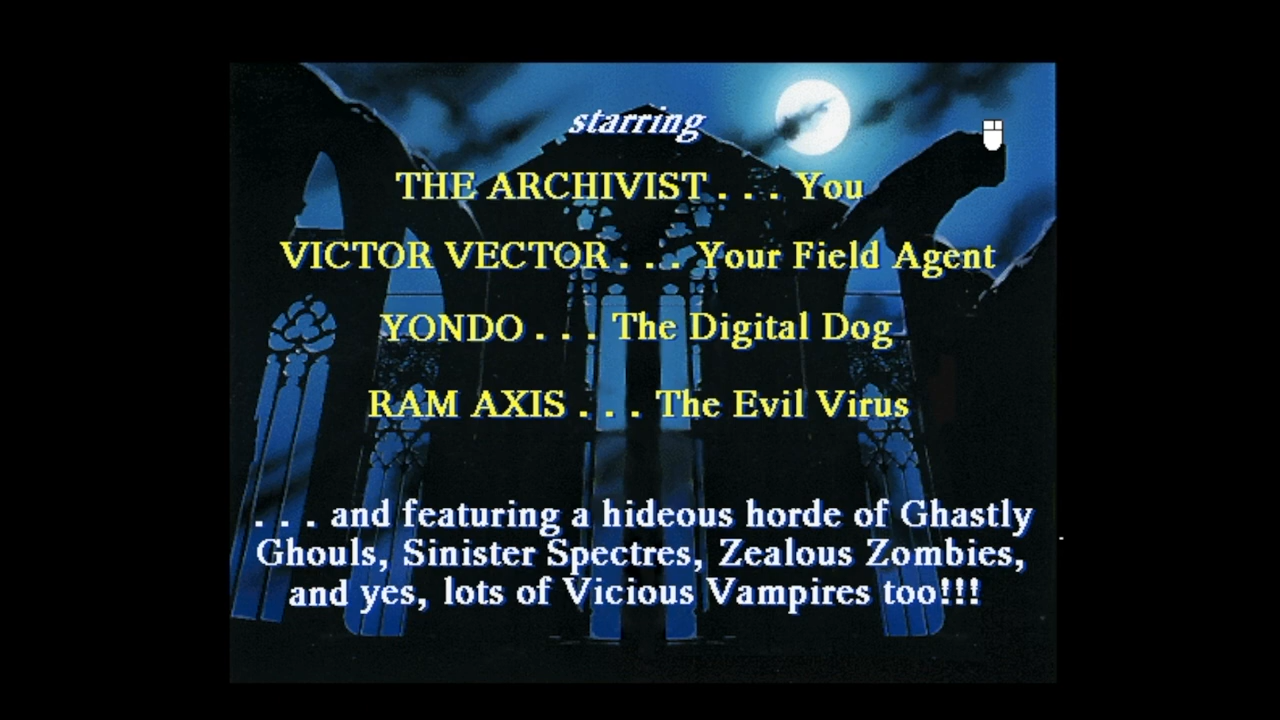 starring
THE ARCHIVIST . . . You
VICTOR VECTOR . . . Your Field Agent
YONDO . . . The Digital Dog
RAM AXIS . . . The Evil Virus
. . . and featuring a hideous horde of Ghastly
Ghouls, Sinister Spectres, Zealous Zombies,
and yes, lots of Vicious Vampires too!!!